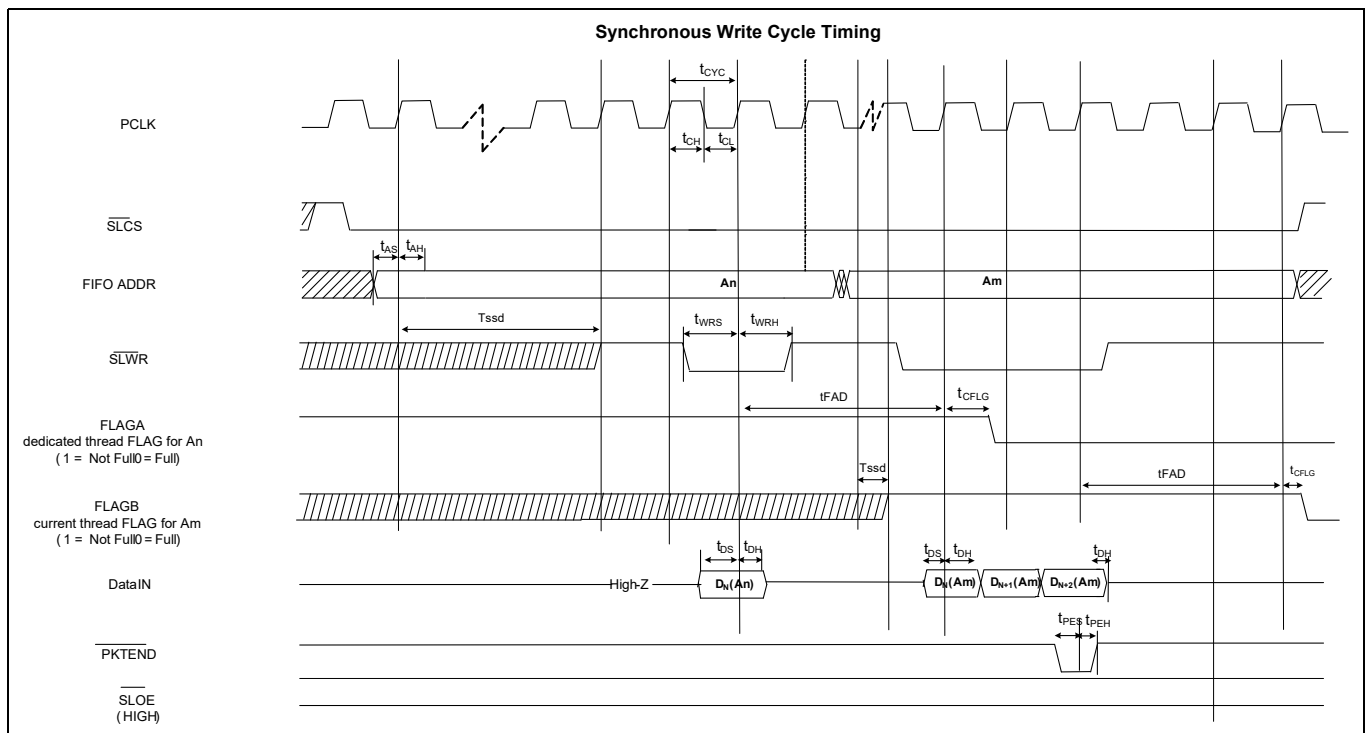 Synchronous Write Cycle Timing
tCYC
PCLK
tCH tCL
SLCS
tAS tAH
FIFO ADDR An Am
Tssd tWRS tWRH
SLWR
tFAD tCFLG
FLAGA
dedicated thread FLAG for An
( 1 = Not Full0 = Full)
Tssd tFAD tCFLG
FLAGB
current thread FLAG for Am
( 1 = Not Full0 = Full)
tDS tDH tDS tDH tDH
DataIN High-Z DN(An) DN(Am) DN+1(Am) DN+2(Am)
tPES tPEH
PKTEND
SLOE
( HIGH)